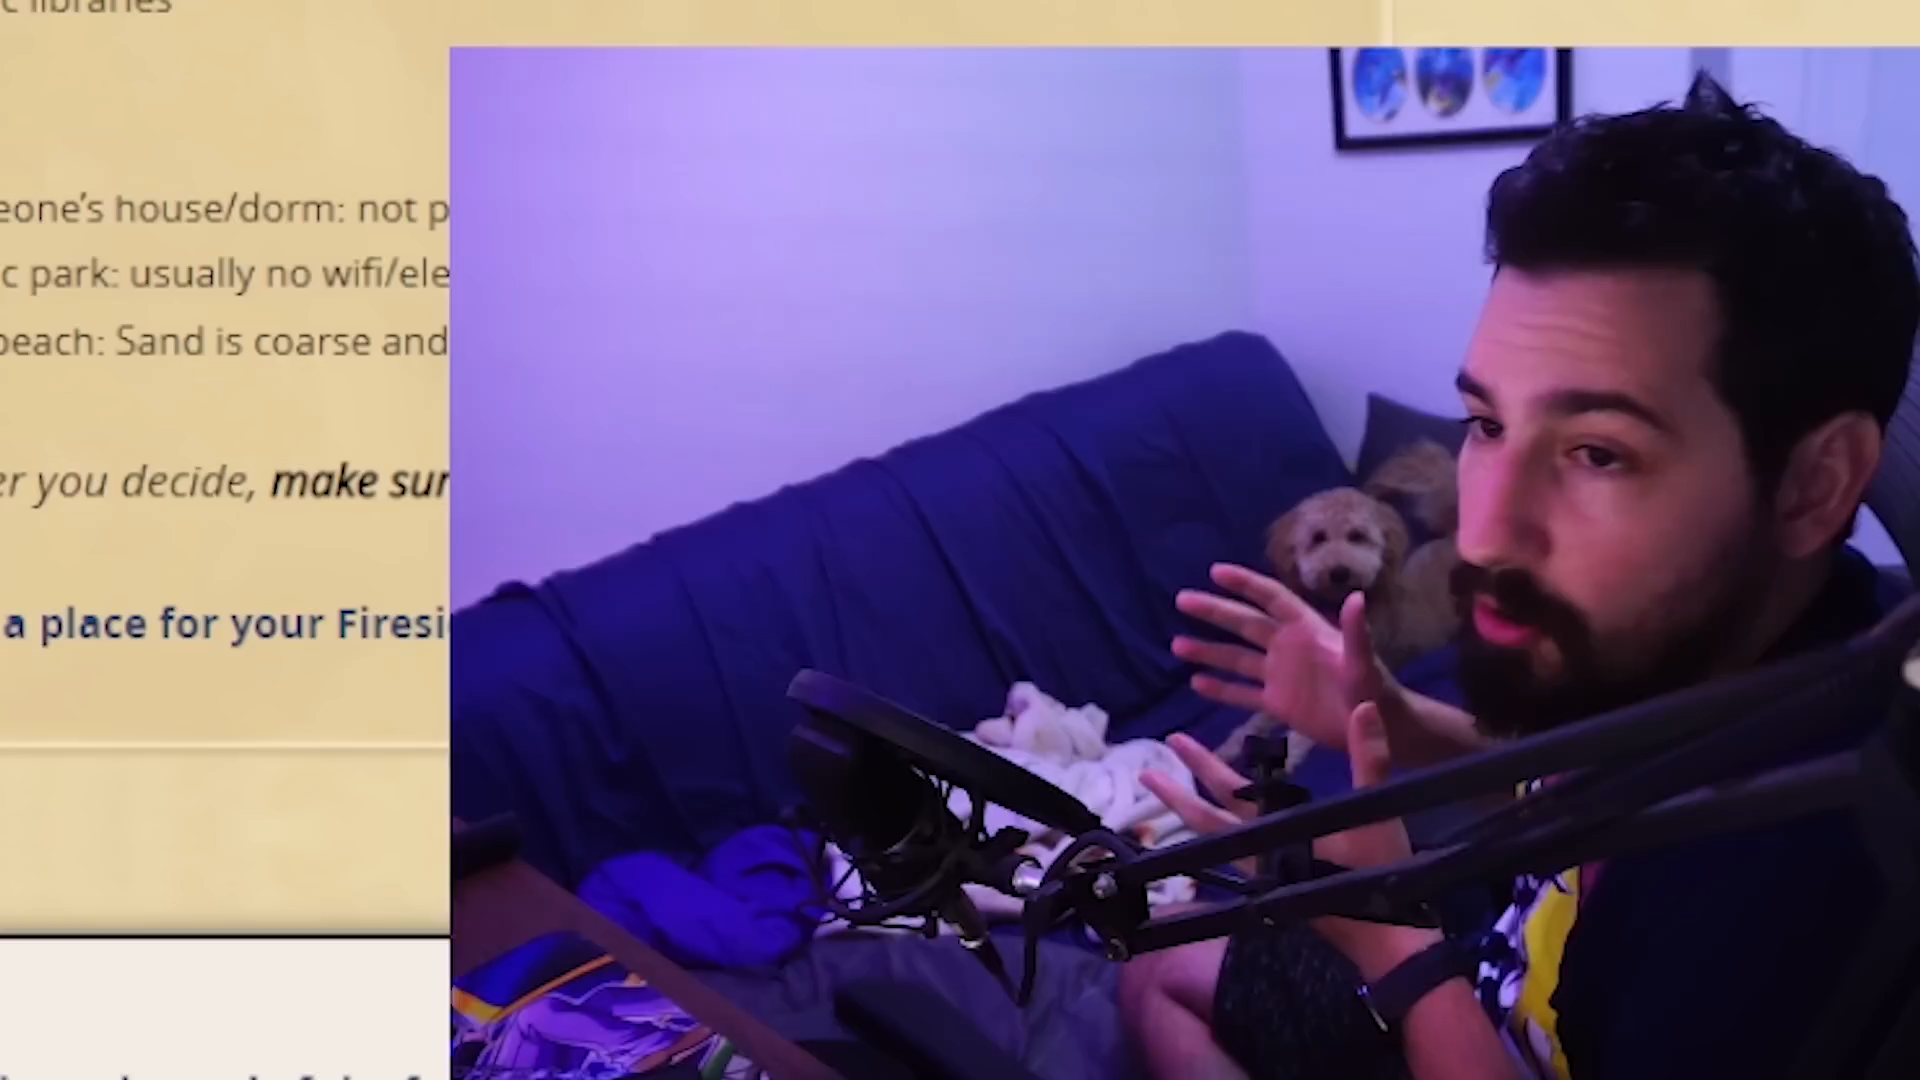 c libraries
eone's house/dorm: not p
c park: usually no wifi/ele
beach: Sand is coarse and
er you decide, make sur
a place for your Firesi